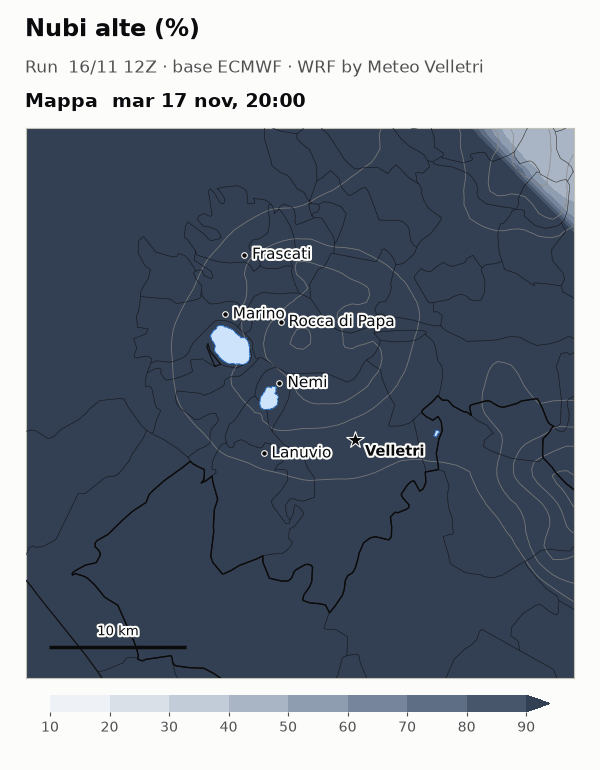 Nubi alte (%)
Run  16/11 12Z · base ECMWF · WRF by Meteo Velletri
Mappa  mar 17 nov, 20:00
Frascati
Marino
Rocca di Papa
Nemi
Velletri
Lanuvio
10 km
10 20 30 40 50 60 70 80 90